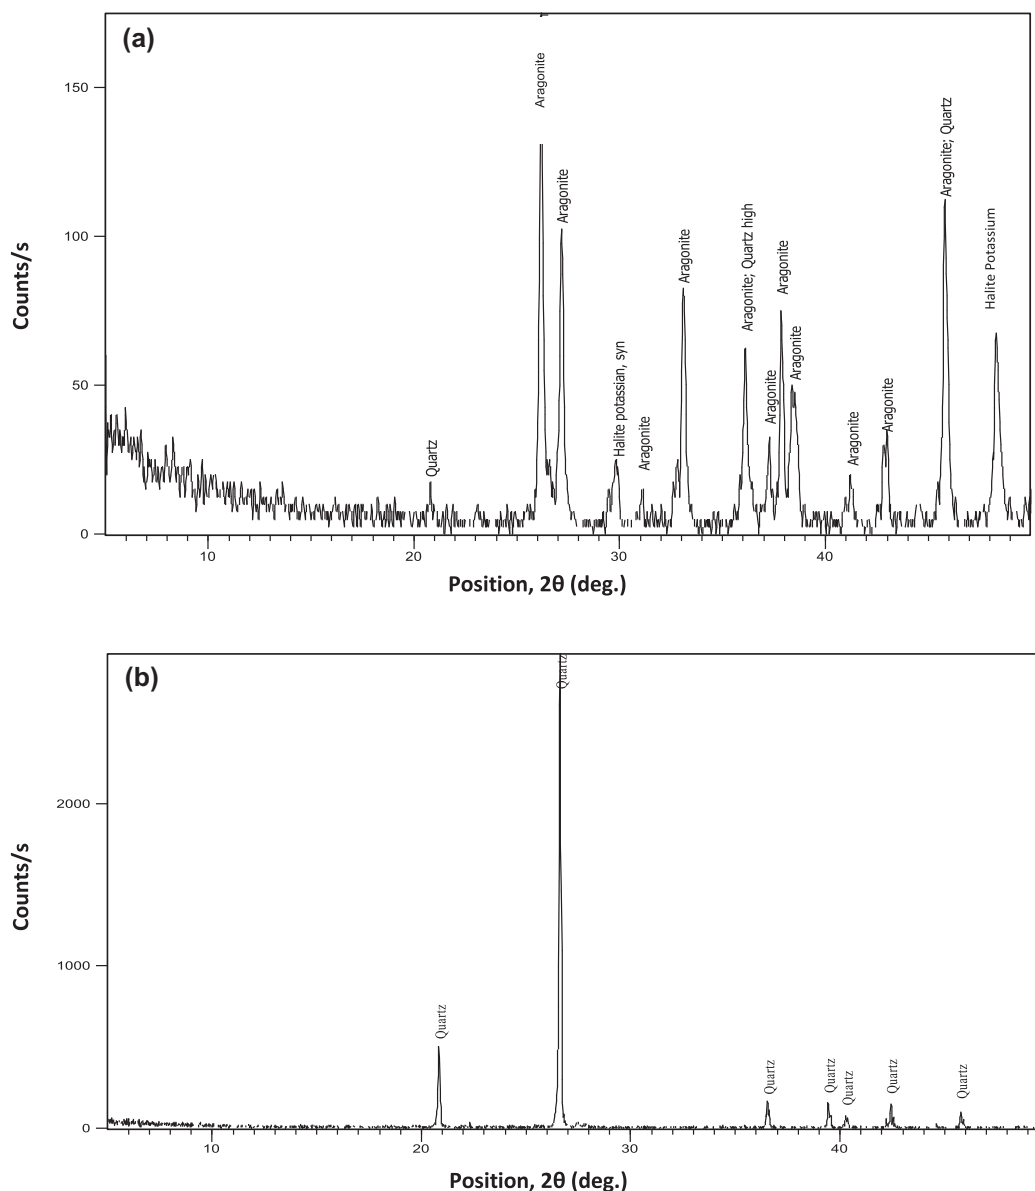 (a)
150
100
50
0
Counts/s
Quartz
Aragonite
Aragonite
Halite potassian, syn
Aragonite
Aragonite
Aragonite; Quartz high
Aragonite
Aragonite
Aragonite
Aragonite
Aragonite
Aragonite; Quartz
Halite Potassium
10
20
30
40
Position, 2θ (deg.)
(b)
2000
1000
0
Counts/s
Quartz
Quartz
Quartz
Quartz
Quartz
Quartz
Quartz
10
20
30
40
Position, 2θ (deg.)